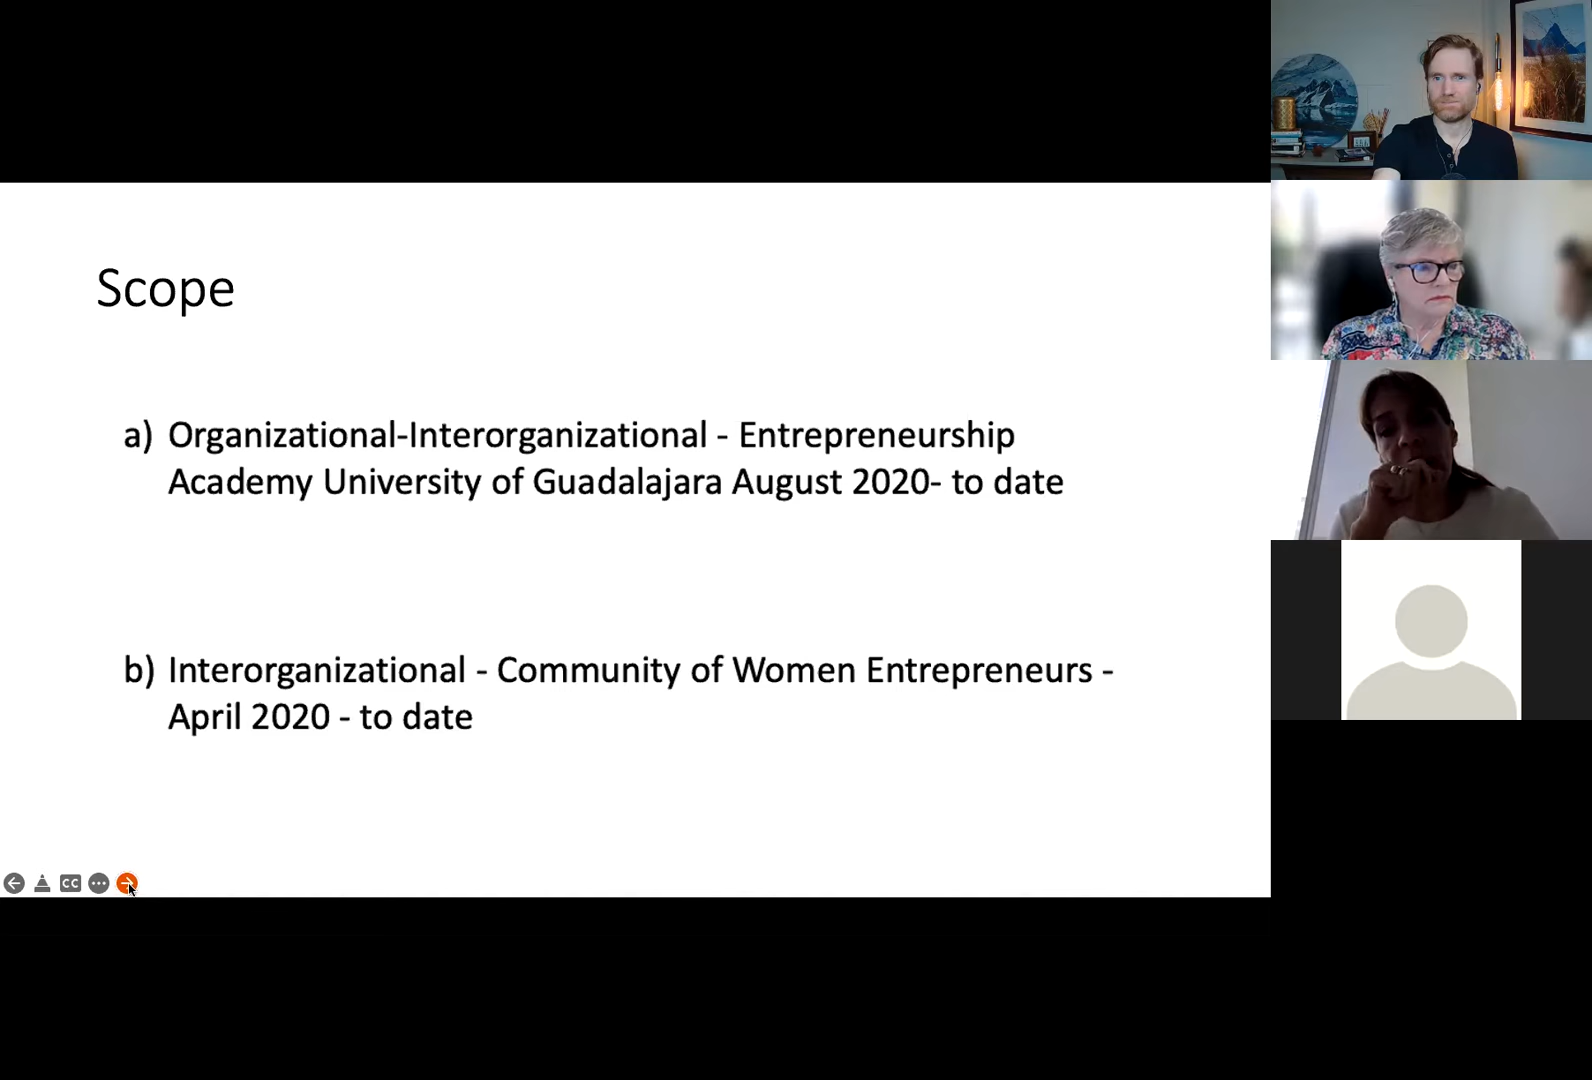 Scope
a) Organizational-Interorganizational - Entrepreneurship
Academy University of Guadalajara August 2020- to date
b) Interorganizational - Community of Women Entrepreneurs -
April 2020 - to date
CC